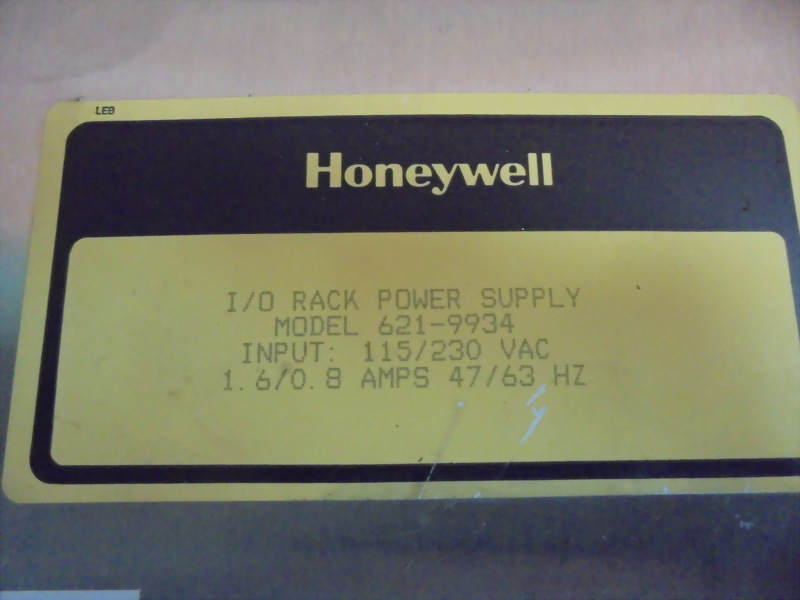 LEB
Honeywell
I/O RACK POWER SUPPLY
MODEL 621-9934
INPUT: 115/230 VAC
1.6/0.8 AMPS 47/63 HZ